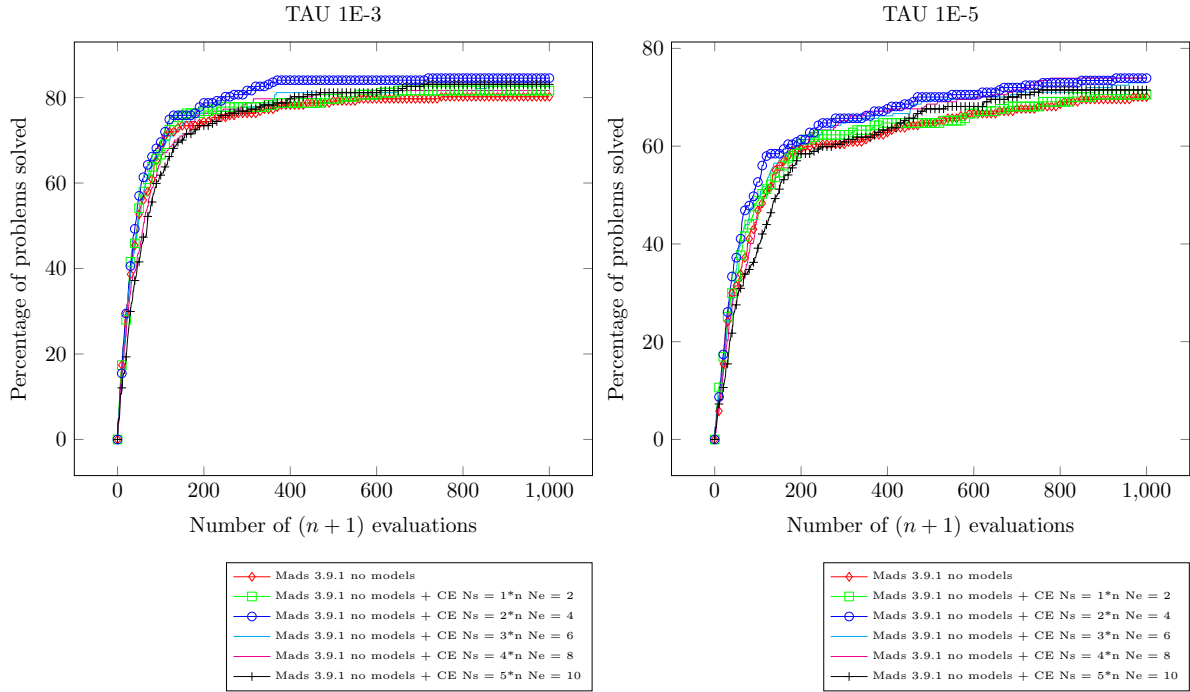 TAU 1E-3
Percentage of problems solved
80
60
40
20
0
0 200 400 600 800 1,000
Number of (n + 1) evaluations
Mads 3.9.1 no models
Mads 3.9.1 no models + CE Ns = 1*n Ne = 2
Mads 3.9.1 no models + CE Ns = 2*n Ne = 4
Mads 3.9.1 no models + CE Ns = 3*n Ne = 6
Mads 3.9.1 no models + CE Ns = 4*n Ne = 8
Mads 3.9.1 no models + CE Ns = 5*n Ne = 10
TAU 1E-5
Percentage of problems solved
80
60
40
20
0
0 200 400 600 800 1,000
Number of (n + 1) evaluations
Mads 3.9.1 no models
Mads 3.9.1 no models + CE Ns = 1*n Ne = 2
Mads 3.9.1 no models + CE Ns = 2*n Ne = 4
Mads 3.9.1 no models + CE Ns = 3*n Ne = 6
Mads 3.9.1 no models + CE Ns = 4*n Ne = 8
Mads 3.9.1 no models + CE Ns = 5*n Ne = 10